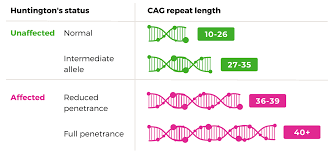 Huntington's status CAG repeat length
Unaffected Normal 10-26
Intermediate
allele 27-35
Affected Reduced
penetrance 36-39
Full penetrance 40+